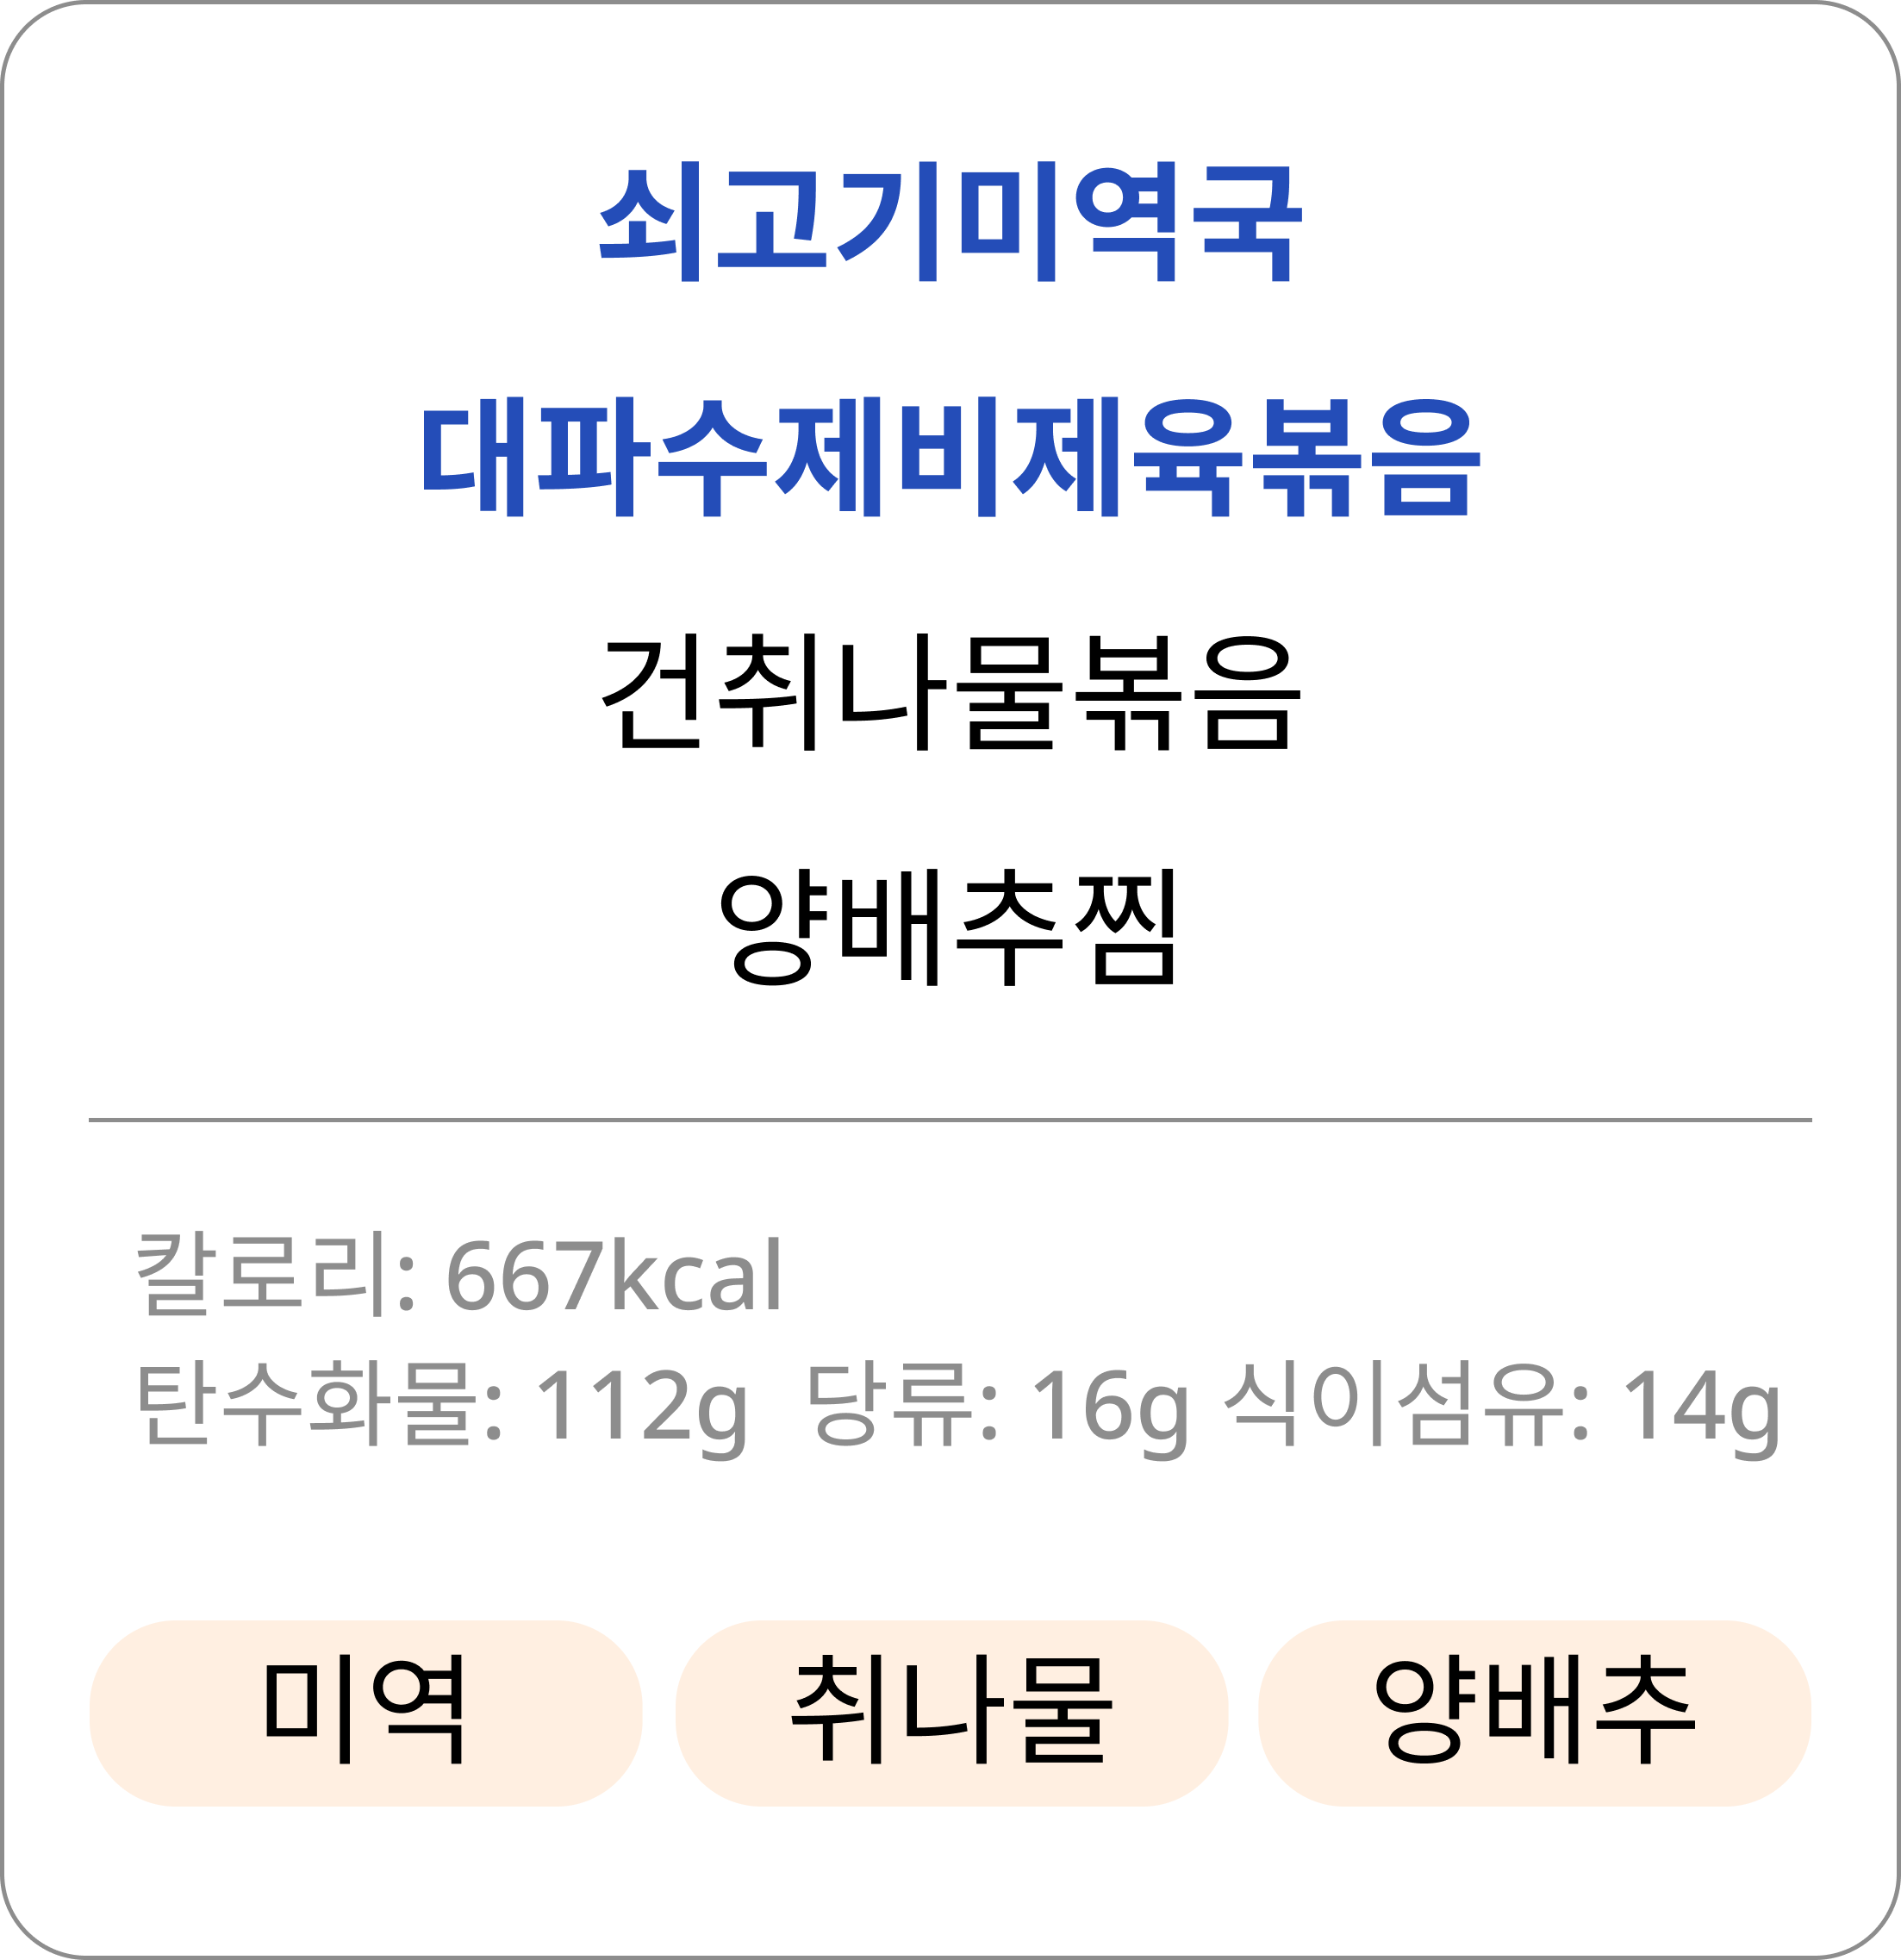 쇠고기미역국
대파수제비제육볶음
건취나물볶음
양배추찜
칼로리: 667kcal
탄수화물: 112g 당류: 16g 식이섬유: 14g
미역 취나물 양배추